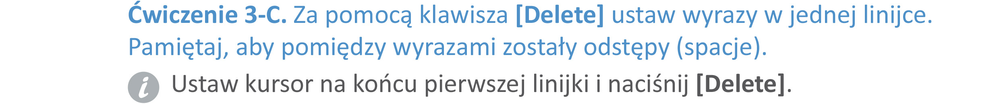 Ćwiczenie 3-C. Za pomocą klawisza [Delete] ustaw wyrazy w jednej linijce.
Pamiętaj, aby pomiędzy wyrazami zostały odstępy (spacje).
i Ustaw kursor na końcu pierwszej linijki i naciśnij [Delete].